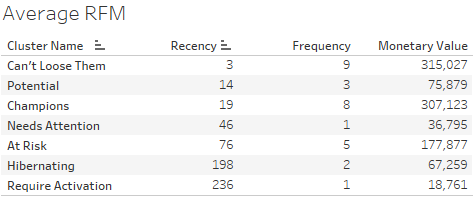 Average RFM
Cluster Name Recency Frequency Monetary Value
Can't Loose Them 3 9 315,027
Potential 14 3 75,879
Champions 19 8 307,123
Needs Attention 46 1 36,795
At Risk 76 5 177,877
Hibernating 198 2 67,259
Require Activation 236 1 18,761